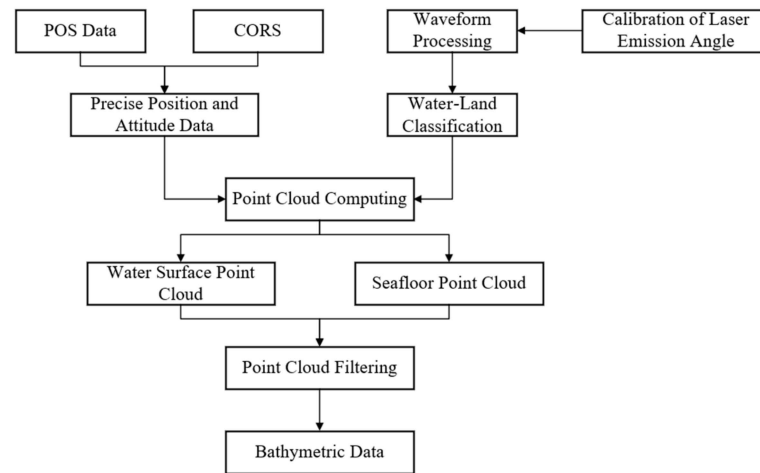 POS Data
CORS
Waveform
Processing
Calibration of Laser
Emission Angle
Precise Position and
Attitude Data
Water-Land
Classification
Point Cloud Computing
Water Surface Point
Cloud
Seafloor Point Cloud
Point Cloud Filtering
Bathymetric Data